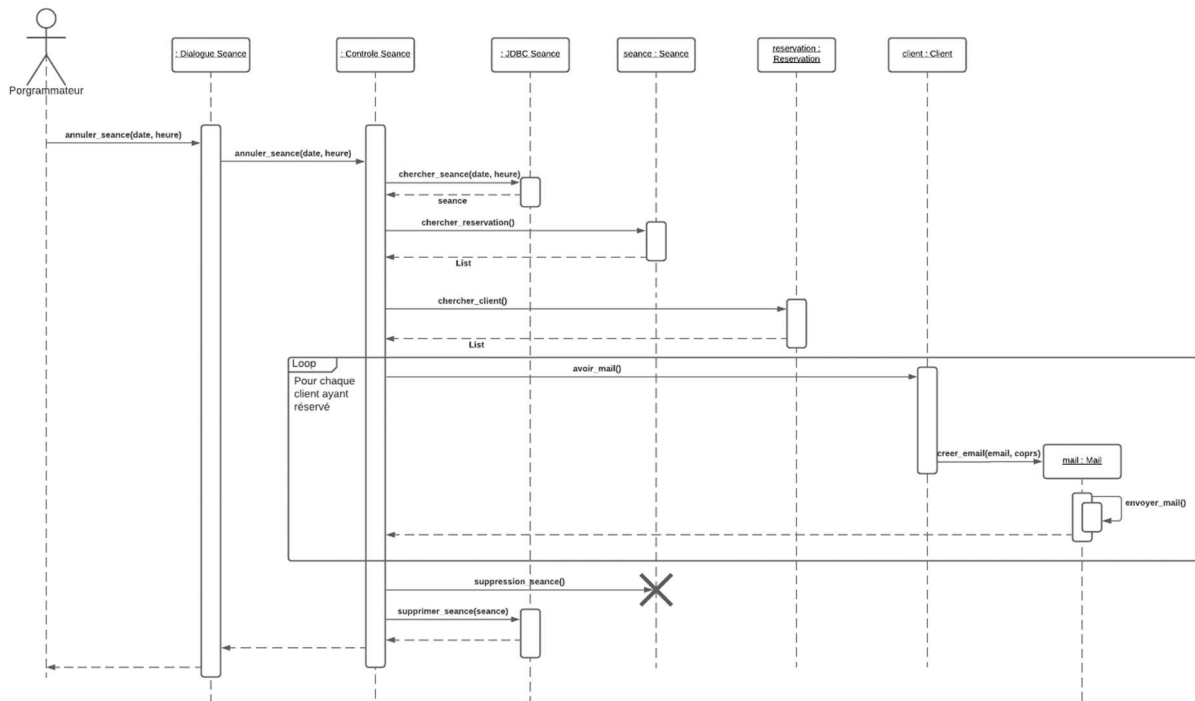 : Dialogue Seance
: Controle Seance
: JDBC Seance
seance : Seance
reservation :
Reservation
client : Client
Porgrammateur
annuler_seance(date, heure)
annuler_seance(date, heure)
chercher_seance(date, heure)
seance
chercher_reservation()
List
chercher_client()
List
Loop
Pour chaque
client ayant
réservé
avoir_mail()
creer_email(email, coprs)
mail : Mail
envoyer_mail()
suppression_seance()
supprimer_seance(seance)